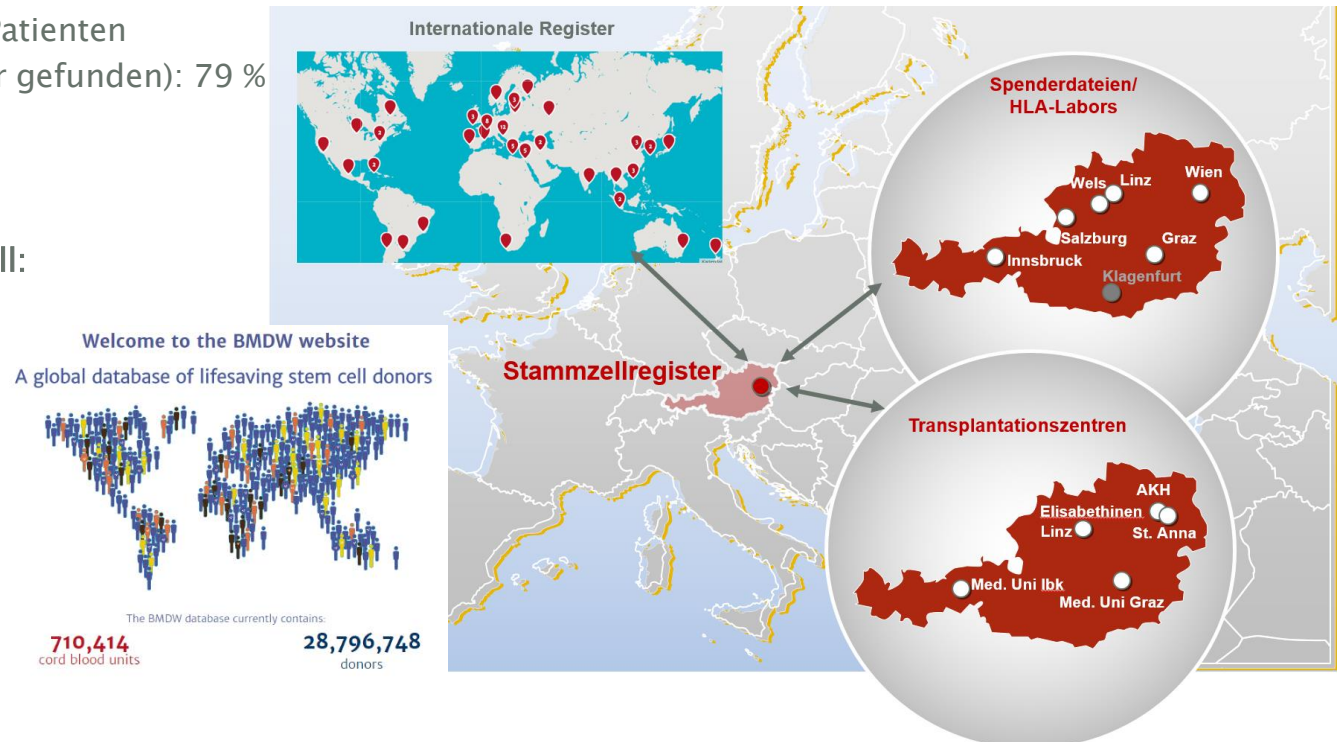 Patienten
r gefunden): 79 %
ll:
Internationale Register
Welcome to the BMDW website
A global database of lifesaving stem cell donors
The BMDW database currently contains:
710,414
cord blood units
28,796,748
donors
Stammzellregister
Spenderdateien/
HLA-Labors
Wels
Linz
Wien
Salzburg
Graz
Innsbruck
Klagenfurt
Transplantationszentren
AKH
Elisabethinen
Linz
St. Anna
Med. Uni Ibk
Med. Uni Graz